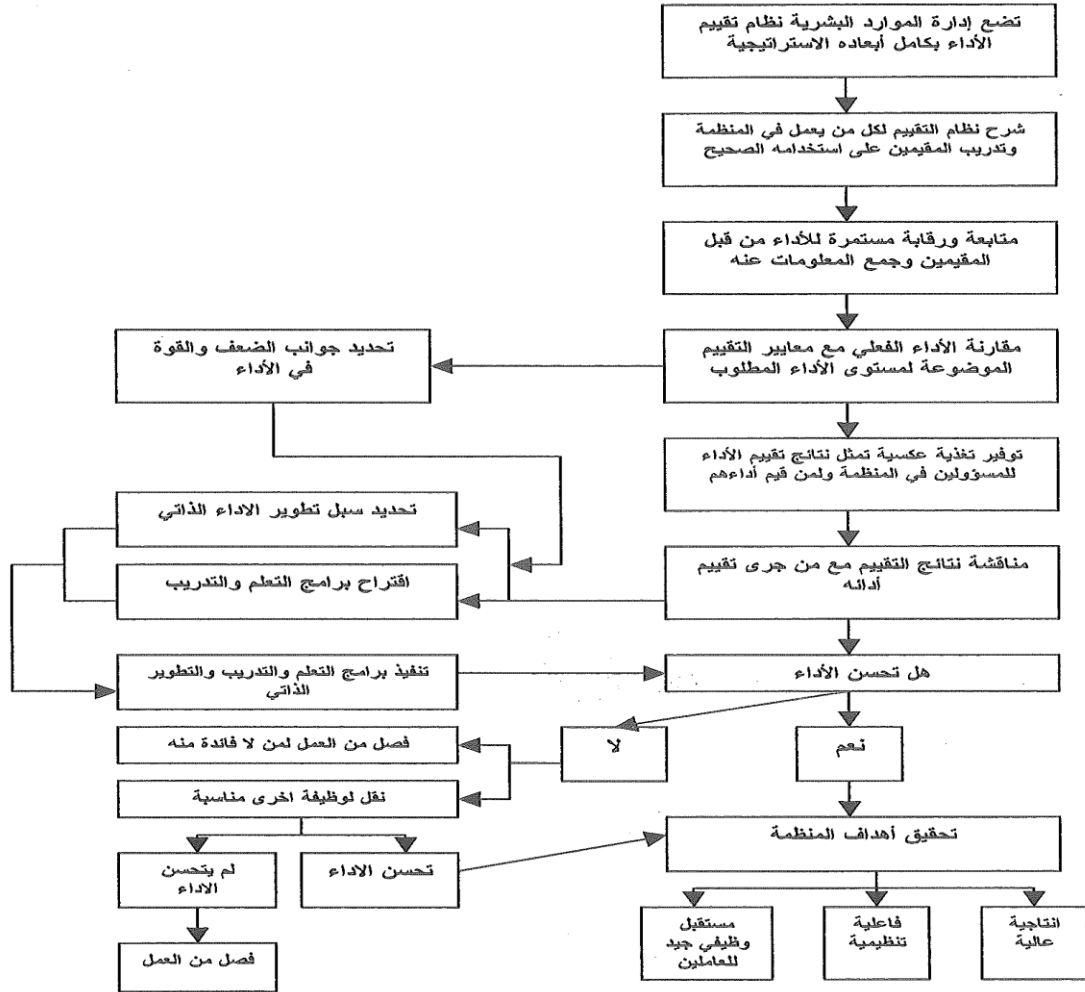 تضع إدارة الموارد البشرية نظام تقييم
الأداء بكامل أبعاده الاستراتيجية
شرح نظام التقييم لكل من يعمل في المنظمة
وتدريب المقيمين على استخدامه الصحيح
متابعة ورقابة مستمرة للأداء من قبل
المقيمين وجمع المعلومات عنه
مقارنة الأداء الفعلي مع معايير التقييم
الموضوعة لمستوى الأداء المطلوب
تحديد جوانب الضعف والقوة
في الأداء
توفير تغذية عكسية تمثل نتائج تقييم الأداء
للمسؤولين في المنظمة ولمن قيم أداءهم
تحديد سبل تطوير الاداء الذاتي
مناقشة نتائج التقييم مع من جرى تقييم
أدائه
اقتراح برامج التعلم والتدريب
هل تحسن الأداء
تنفيذ برامج التعلم والتدريب والتطوير
الذاتي
نعم
لا
فصل من العمل لمن لا فائدة منه
نقل لوظيفة اخرى مناسبة
تحقيق أهداف المنظمة
تحسن الاداء
لم يتحسن
الاداء
انتاجية
عالية
فاعلية
تنظيمية
مستقبل
وظيفي جيد
للعاملين
فصل من العمل